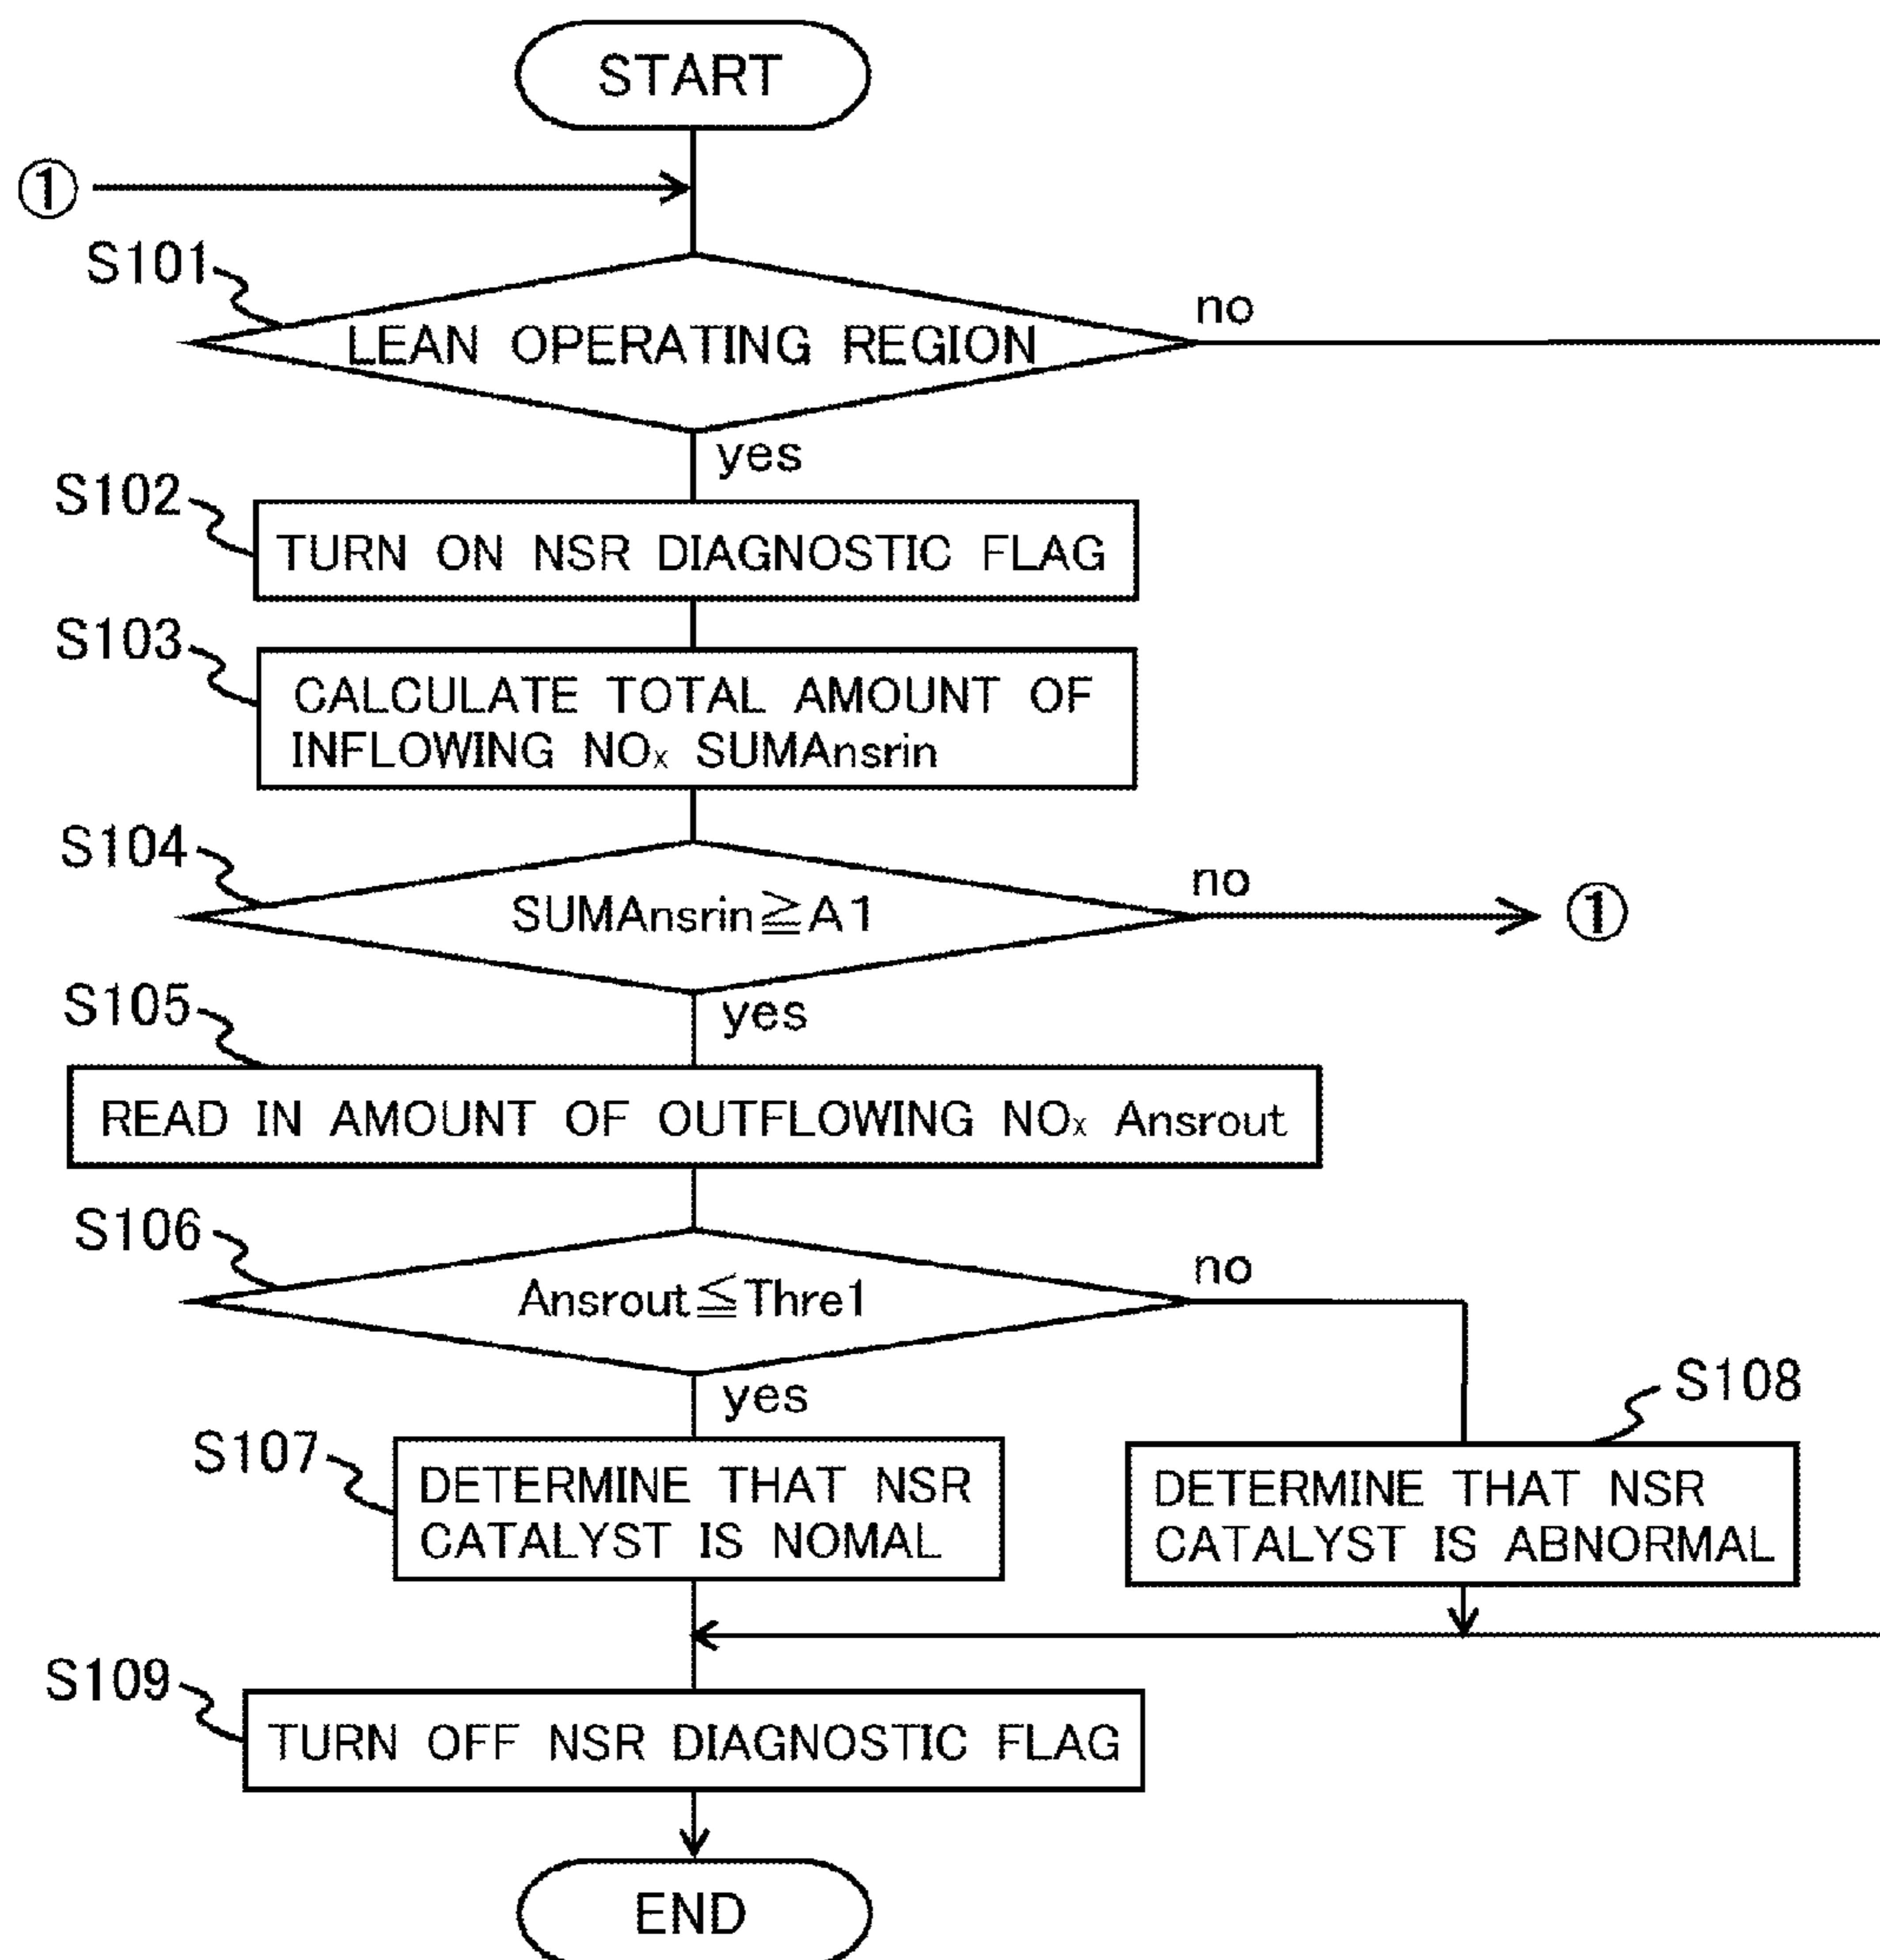 START
①
S101
LEAN OPERATING REGION
no
yes
S102
TURN ON NSR DIAGNOSTIC FLAG
S103
CALCULATE TOTAL AMOUNT OF
INFLOWING NOx SUMAnsrin
S104
SUMAnsrin≧A1
no
①
yes
S105
READ IN AMOUNT OF OUTFLOWING NOx Ansrout
S106
Ansrout≦Thre1
no
yes
S107
DETERMINE THAT NSR
CATALYST IS NOMAL
S108
DETERMINE THAT NSR
CATALYST IS ABNORMAL
S109
TURN OFF NSR DIAGNOSTIC FLAG
END